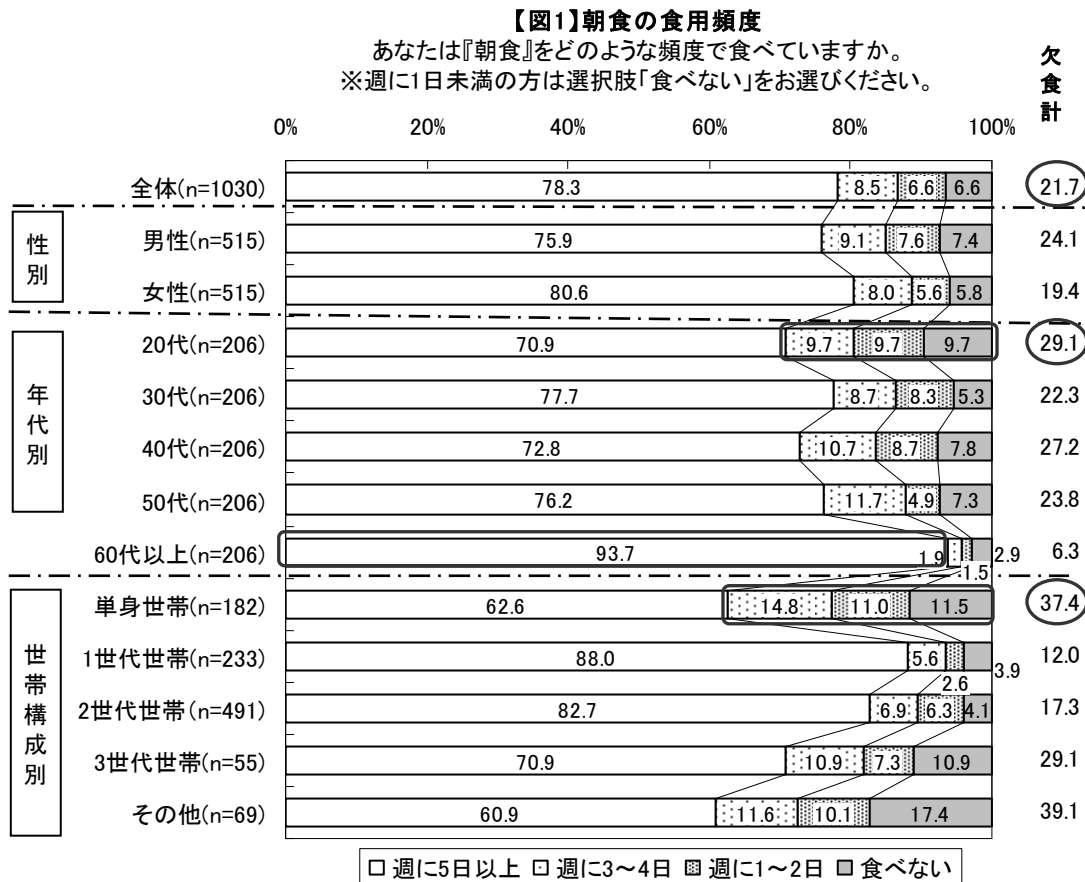 【図1】朝食の食用頻度
あなたは『朝食』をどのような頻度で食べていますか。
※週に1日未満の方は選択肢「食べない」をお選びください。
欠食計
0% 20% 40% 60% 80% 100%
全体(n=1030) 78.3 8.5 6.6 6.6 21.7
性別
男性(n=515) 75.9 9.1 7.6 7.4 24.1
女性(n=515) 80.6 8.0 5.6 5.8 19.4
年代別
20代(n=206) 70.9 9.7 9.7 9.7 29.1
30代(n=206) 77.7 8.7 8.3 5.3 22.3
40代(n=206) 72.8 10.7 8.7 7.8 27.2
50代(n=206) 76.2 11.7 4.9 7.3 23.8
60代以上(n=206) 93.7 1.9 1.5 2.9 6.3
世帯構成別
単身世帯(n=182) 62.6 14.8 11.0 11.5 37.4
1世代世帯(n=233) 88.0 5.6 2.6 3.9 12.0
2世代世帯(n=491) 82.7 6.9 6.3 4.1 17.3
3世代世帯(n=55) 70.9 10.9 7.3 10.9 29.1
その他(n=69) 60.9 11.6 10.1 17.4 39.1
週に5日以上 週に3～4日 週に1～2日 食べない